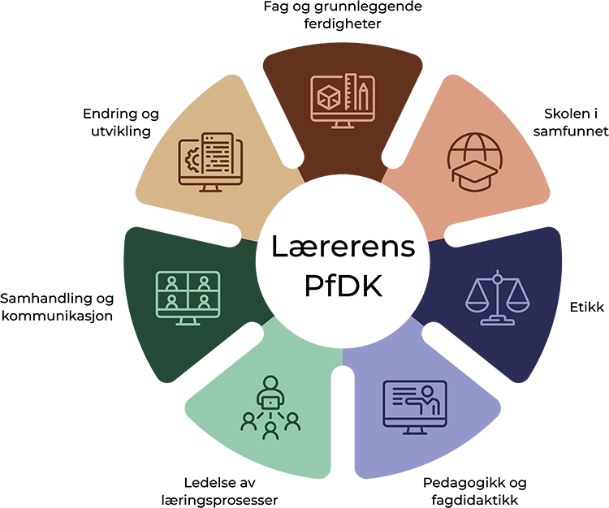 Fag og grunnleggende
ferdigheter
Skolen i
samfunnet
Etikk
Pedagogikk og
fagdidaktikk
Ledelse av
læringsprosesser
Samhandling og
kommunikasjon
Endring og
utvikling
Lærerens
PfDK